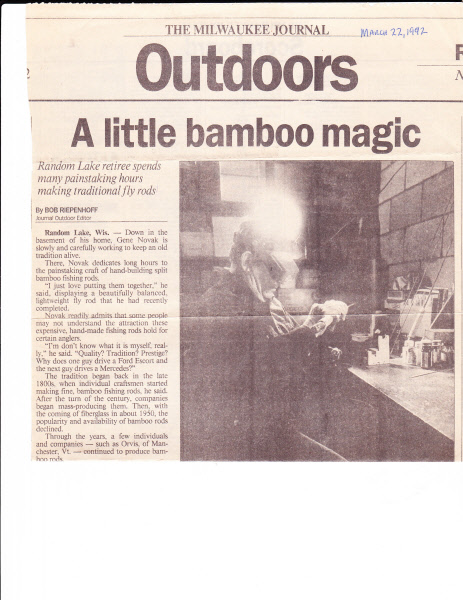 THE MILWAUKEE JOURNAL
MARCH 22, 1992
Outdoors
A little bamboo magic
Random Lake retiree spends
many painstaking hours
making traditional fly rods
By BOB RIEPENHOFF
Journal Outdoor Editor
Random Lake, Wis. — Down in the
basement of his home, Gene Novak is
slowly and carefully working to keep an old
tradition alive.
There, Novak dedicates long hours to
the painstaking craft of hand-building split
bamboo fishing rods.
"I just love putting them together," he
said, displaying a beautifully balanced,
lightweight fly rod that he had recently
completed.
Novak readily admits that some people
may not understand the attraction these
expensive, hand-made fishing rods hold for
certain anglers.
"I'm don't know what it is myself, real-
ly," he said. "Quality? Tradition? Prestige?
Why does one guy drive a Ford Escort and
the next guy drives a Mercedes?"
The tradition began back in the late
1800s, when individual craftsmen started
making fine, bamboo fishing rods, he said.
After the turn of the century, companies
began mass-producing them. Then, with
the coming of fiberglass in about 1950, the
popularity and availability of bamboo rods
declined.
Through the years, a few individuals
and companies — such as Orvis, of Man-
chester, Vt. — continued to produce bam-
boo rods.